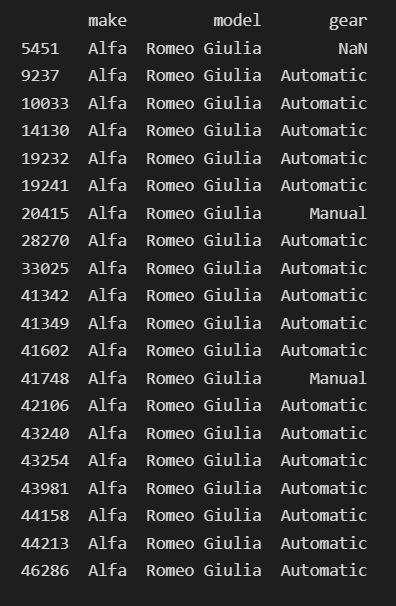 make model gear
5451 Alfa Romeo Giulia NaN
9237 Alfa Romeo Giulia Automatic
10033 Alfa Romeo Giulia Automatic
14130 Alfa Romeo Giulia Automatic
19232 Alfa Romeo Giulia Automatic
19241 Alfa Romeo Giulia Automatic
20415 Alfa Romeo Giulia Manual
28270 Alfa Romeo Giulia Automatic
33025 Alfa Romeo Giulia Automatic
41342 Alfa Romeo Giulia Automatic
41349 Alfa Romeo Giulia Automatic
41602 Alfa Romeo Giulia Automatic
41748 Alfa Romeo Giulia Manual
42106 Alfa Romeo Giulia Automatic
43240 Alfa Romeo Giulia Automatic
43254 Alfa Romeo Giulia Automatic
43981 Alfa Romeo Giulia Automatic
44158 Alfa Romeo Giulia Automatic
44213 Alfa Romeo Giulia Automatic
46286 Alfa Romeo Giulia Automatic